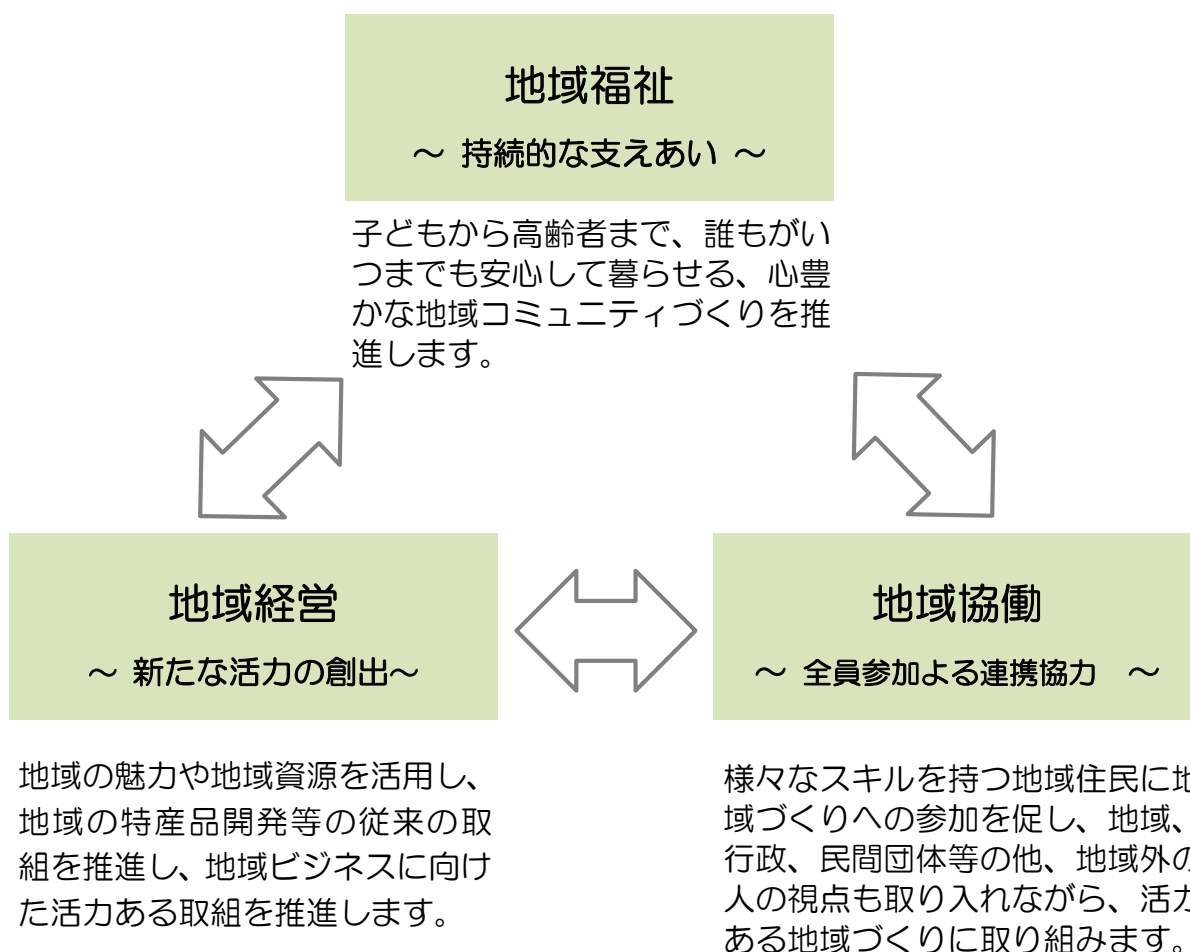 地域福祉
～ 持続的な支えあい ～
子どもから高齢者まで、誰もがい
つまでも安心して暮らせる、心豊
かな地域コミュニティづくりを推
進します。
地域経営
～ 新たな活力の創出～
地域の魅力や地域資源を活用し、
地域の特産品開発等の従来の取
組を推進し、地域ビジネスに向け
た活力ある取組を推進します。
地域協働
～ 全員参加よる連携協力　～
様々なスキルを持つ地域住民に地
域づくりへの参加を促し、地域、
行政、民間団体等の他、地域外の
人の視点も取り入れながら、活力
ある地域づくりに取り組みます。